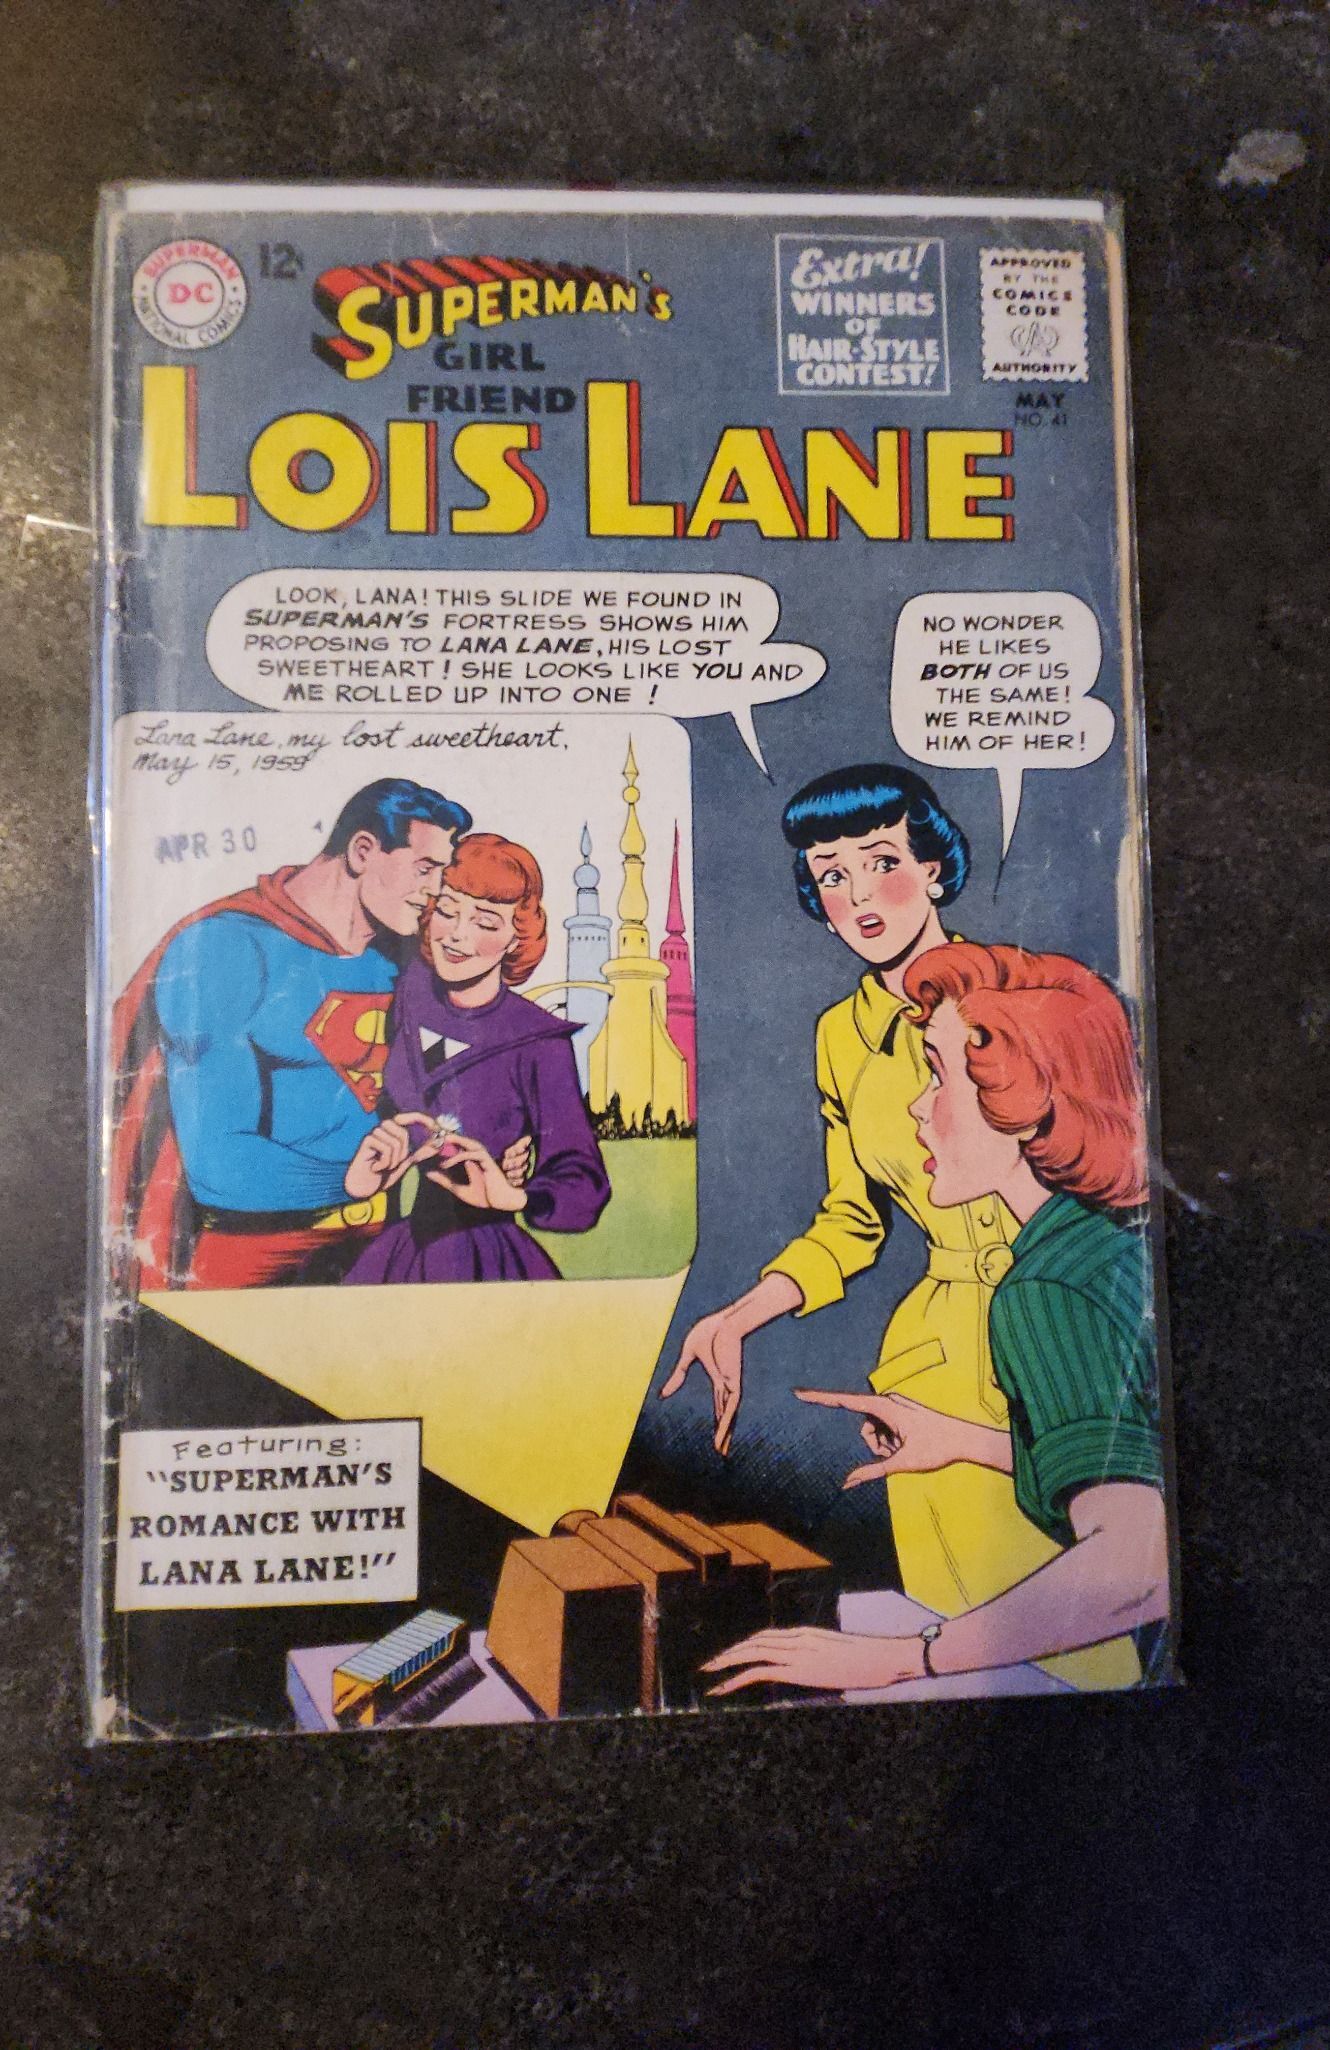 SUPERMAN
DC
NATIONAL COMICS
12¢
SUPERMAN'S
GIRL
FRIEND
LOIS LANE
Extra!
WINNERS
OF
HAIR-STYLE
CONTEST!
APPROVED
BY THE
COMICS
CODE
AUTHORITY
MAY
NO. 41
LOOK, LANA! THIS SLIDE WE FOUND IN
SUPERMAN'S FORTRESS SHOWS HIM
PROPOSING TO LANA LANE, HIS LOST
SWEETHEART! SHE LOOKS LIKE YOU AND
ME ROLLED UP INTO ONE!
NO WONDER
HE LIKES
BOTH OF US
THE SAME!
WE REMIND
HIM OF HER!
Lana Lane, my lost sweetheart.
May 15, 1959
APR 30
Featuring:
"SUPERMAN'S
ROMANCE WITH
LANA LANE!"